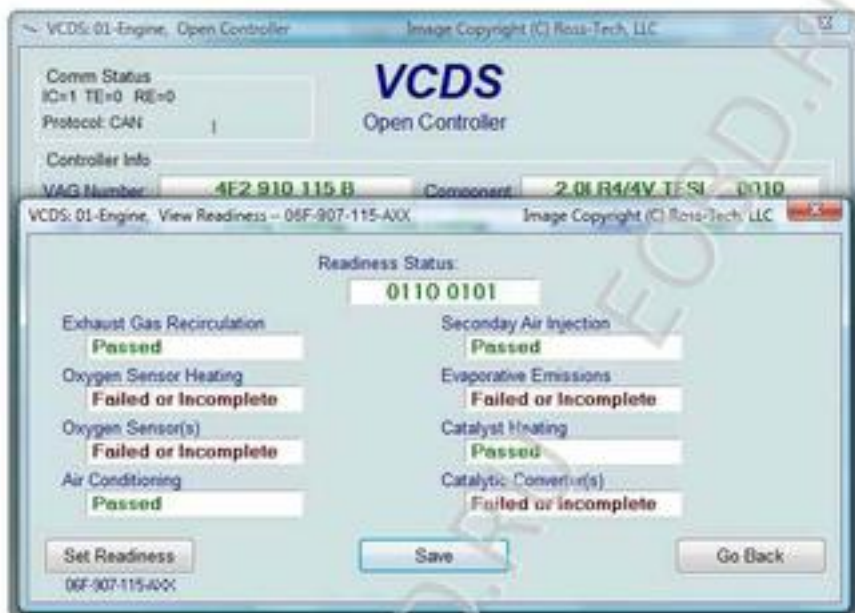 VCDS: 01-Engine, Open Controller
Image Copyright (C) Ross-Tech, LLC
Comm Status
IC=1 TE=0 RE=0
Protocol: CAN
VCDS
Open Controller
Controller Info
VAG Number:
4E2 910 115 B
Component:
2.0l R4/4V TFSI 0010
VCDS: 01-Engine, View Readiness -- 06F-907-115-AXX
Image Copyright (C) Ross-Tech, LLC
Readiness Status:
0110 0101
Exhaust Gas Recirculation
Passed
Oxygen Sensor Heating
Failed or Incomplete
Oxygen Sensor(s)
Failed or Incomplete
Air Conditioning
Passed
Seconday Air Injection
Passed
Evaporative Emissions
Failed or Incomplete
Catalyst Heating
Passed
Catalytic Convertor(s)
Failed or Incomplete
Set Readiness
Save
Go Back
06F-907-115-AXX
EOBD.RU